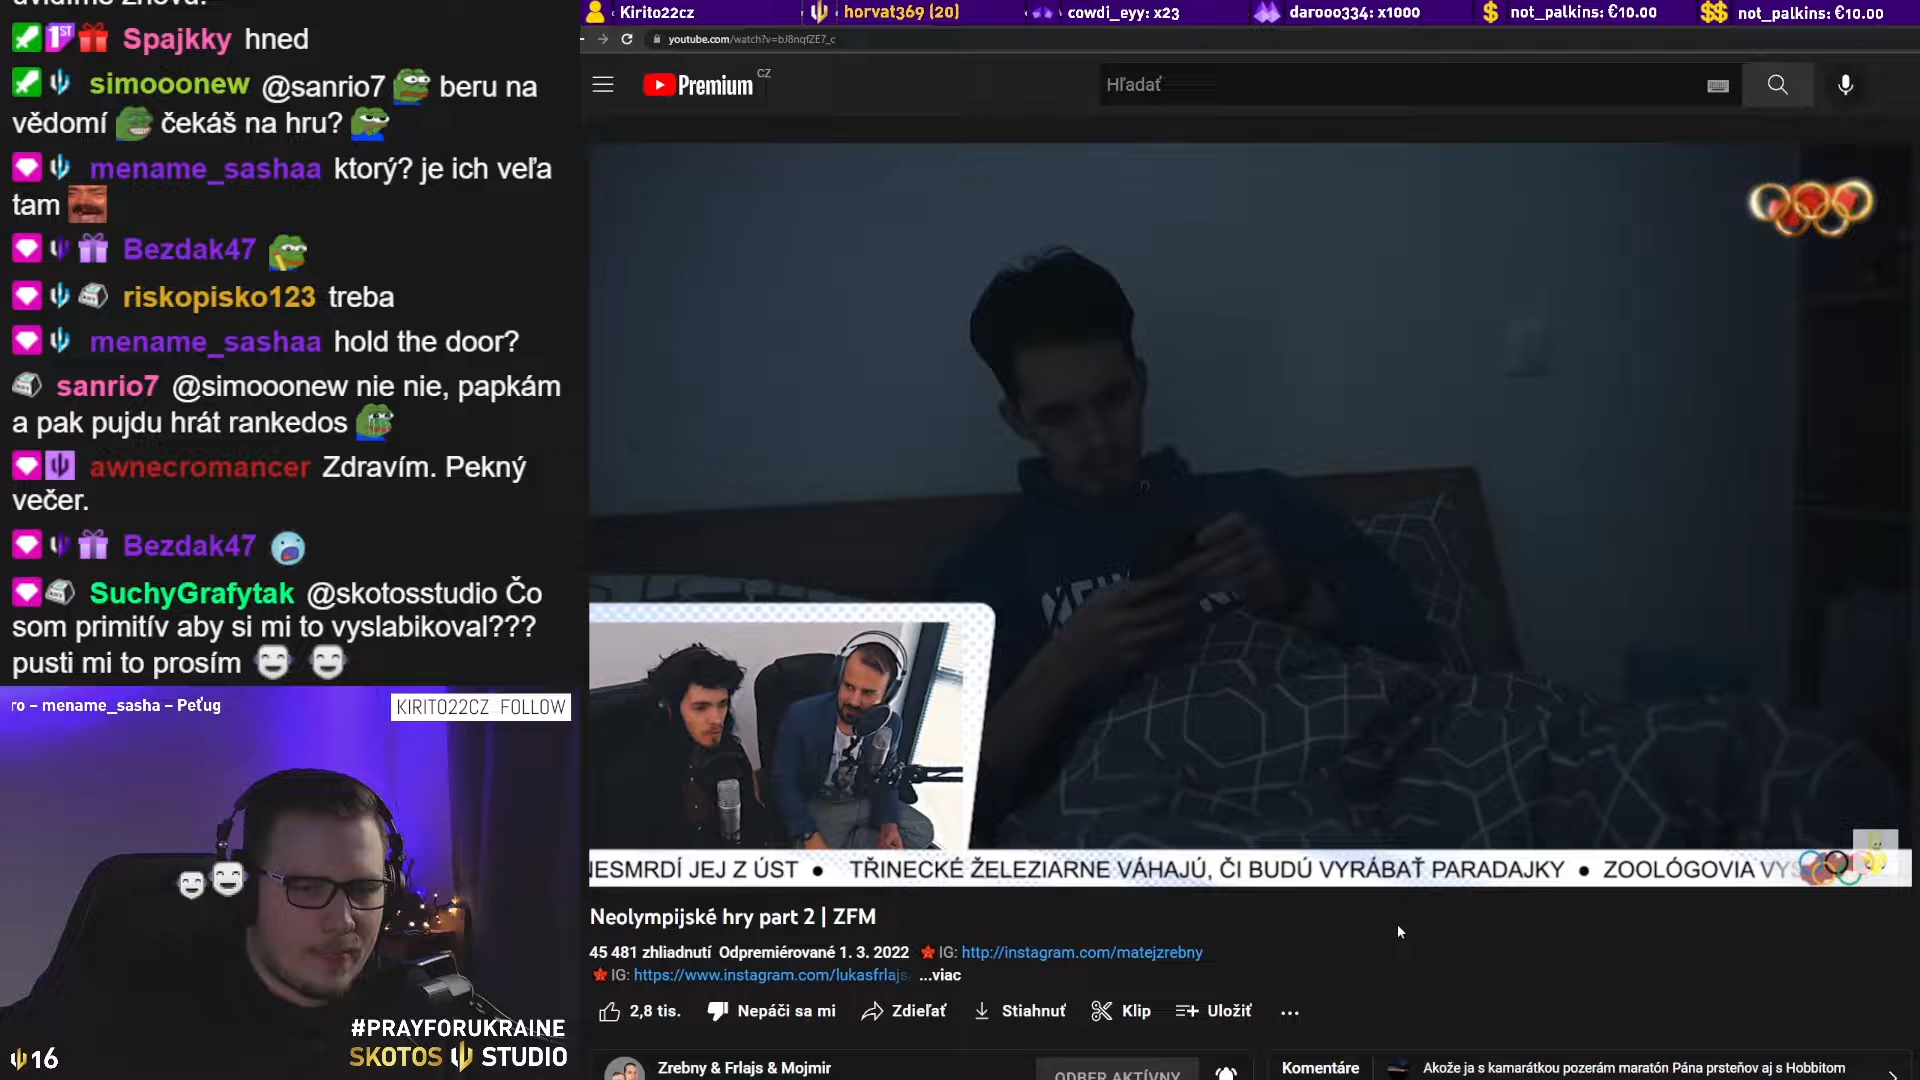 uvidíme znova.
Spajkky hned
simooonew @sanrio7 beru na
vědomí čekáš na hru?
mename_sashaa ktorý? je ich veľa
tam
Bezdak47
riskopisko123 treba
mename_sashaa hold the door?
sanrio7 @simooonew nie nie, papkám
a pak pujdu hrát rankedos
awnecromancer Zdravím. Pekný
večer.
Bezdak47
SuchyGrafytak @skotosstudio Čo
som primitív aby si mi to vyslabikoval???
pusti mi to prosím
ro – mename_sasha – Peťug
KIRITO22CZ FOLLOW
#PRAYFORUKRAINE
SKOTOS STUDIO
16
Kirito22cz
horvat369 (20)
cowdi_eyy: x23
darooo334: x1000
not_palkins: €10.00
not_palkins: €10.00
youtube.com/watch?v=bJ8nqfZE7_c
Premium CZ
Hľadať
NESMRDÍ JEJ Z ÚST • TŘINECKÉ ŽELEZIARNE VÁHAJÚ, ČI BUDÚ VYRÁBAŤ PARADAJKY • ZOOLÓGOVIA
Neolympijské hry part 2 | ZFM
45 481 zhliadnutí Odpremiérované 1. 3. 2022 IG: http://instagram.com/matejzrebny
IG: https://www.instagram.com/lukasfrlajs ...viac
2,8 tis. Nepáči sa mi Zdieľať Stiahnuť Klip Uložiť
Zrebny & Frlajs & Mojmir
ODBER AKTÍVNY
Komentáre
Akože ja s kamarátkou pozerám maratón Pána prsteňov aj s Hobbitom